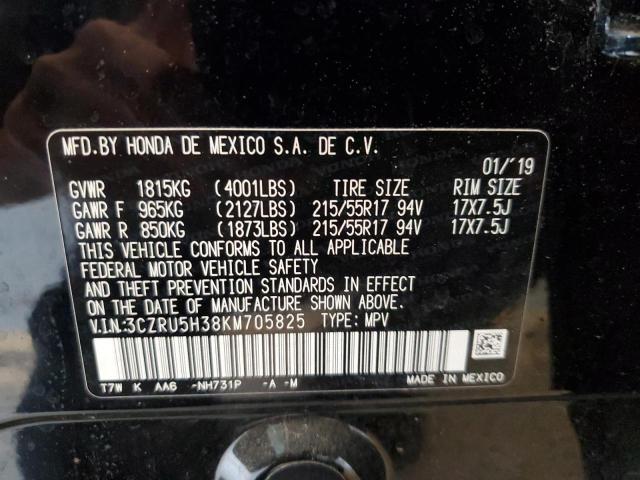 MFD.BY HONDA DE MEXICO S.A. DE C.V.
01/'19
GVWR 1815KG (4001LBS) TIRE SIZE RIM SIZE
GAWR F 965KG (2127LBS) 215/55R17 94V 17X7.5J
GAWR R 850KG (1873LBS) 215/55R17 94V 17X7.5J
THIS VEHICLE CONFORMS TO ALL APPLICABLE
FEDERAL MOTOR VEHICLE SAFETY
AND THEFT PREVENTION STANDARDS IN EFFECT
ON THE DATE OF MANUFACTURE SHOWN ABOVE.
V.I.N:3CZRU5H38KM705825 TYPE: MPV
T7W K AA6 -NH731P -A -M MADE IN MEXICO